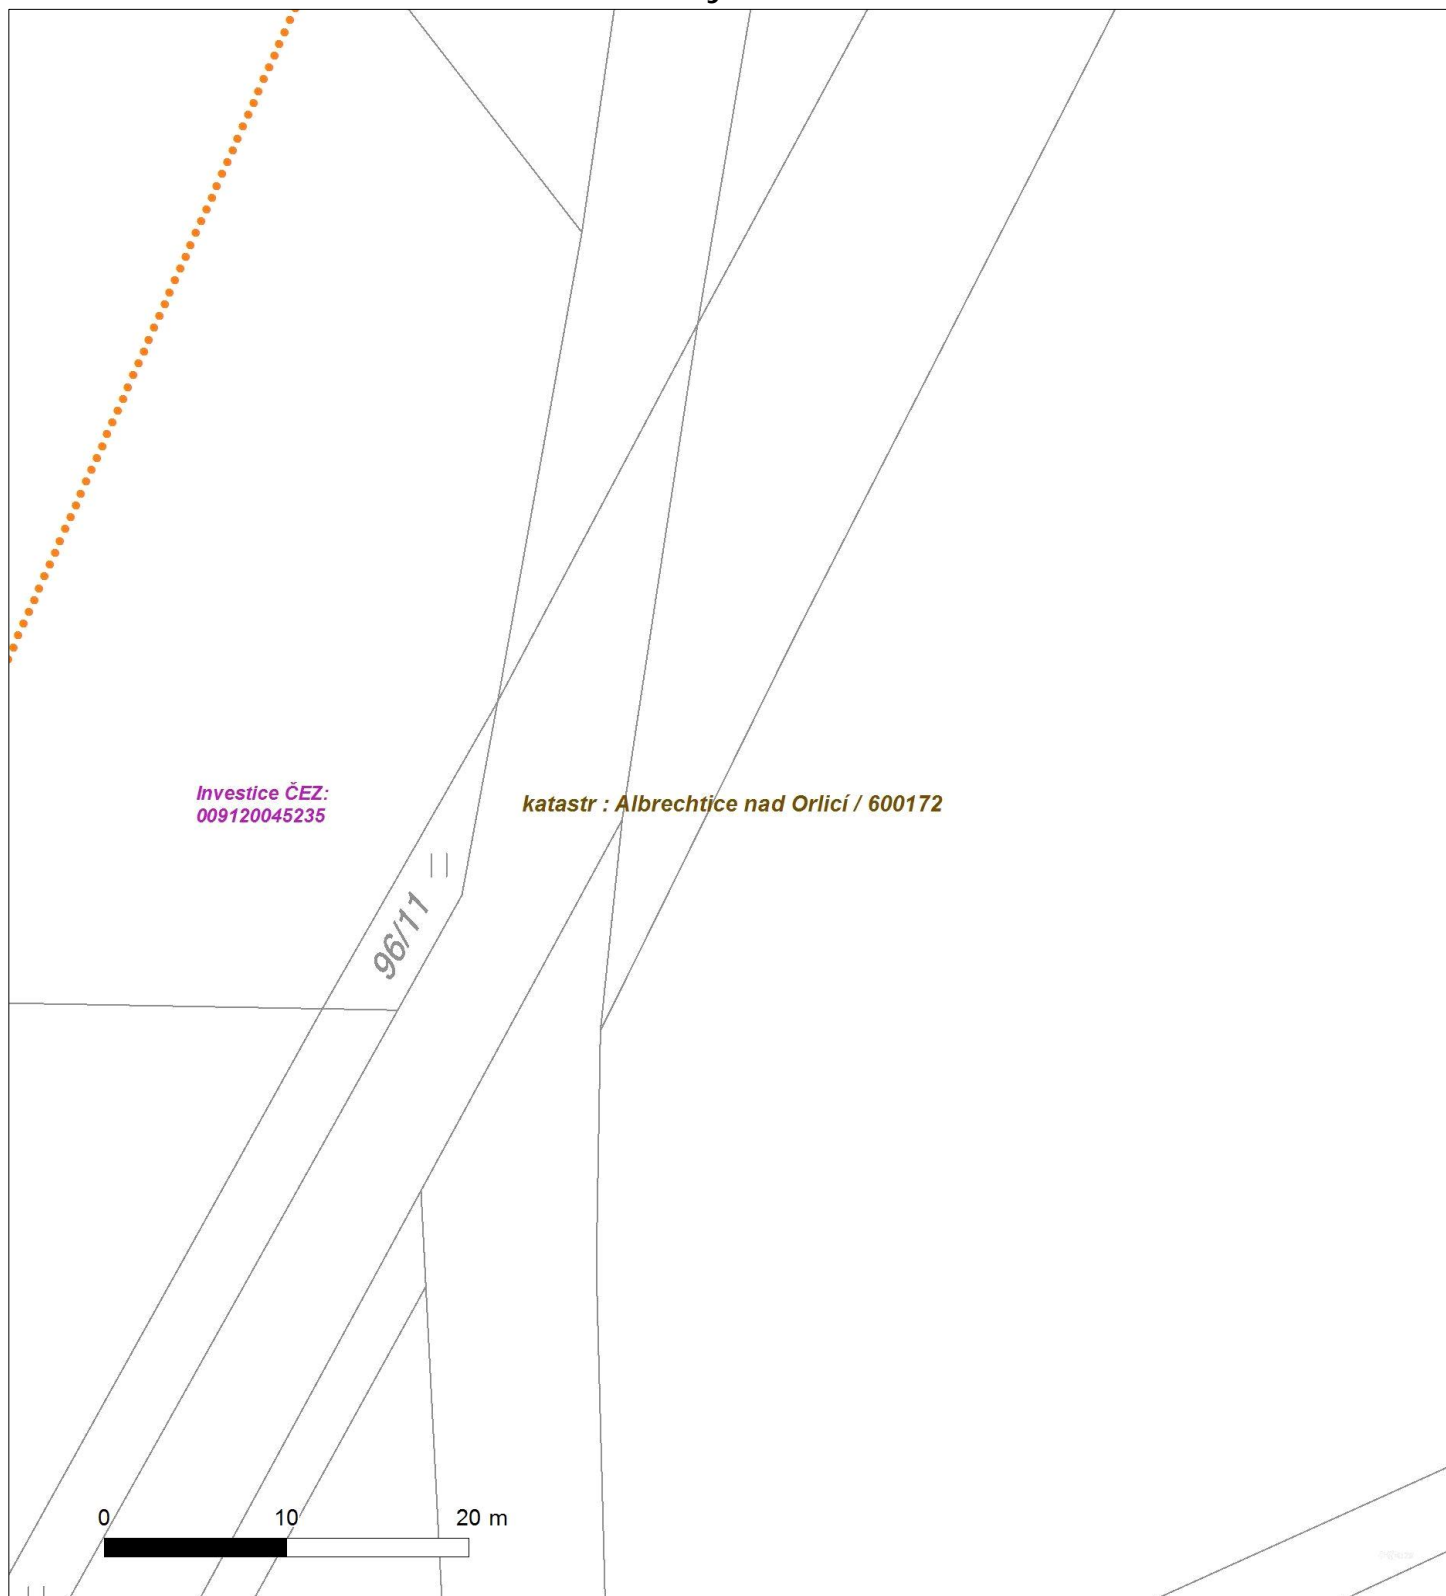 Investice ČEZ:
009120045235
katastr : Albrechtice nad Orlicí / 600172
96/11
0 10 20 m